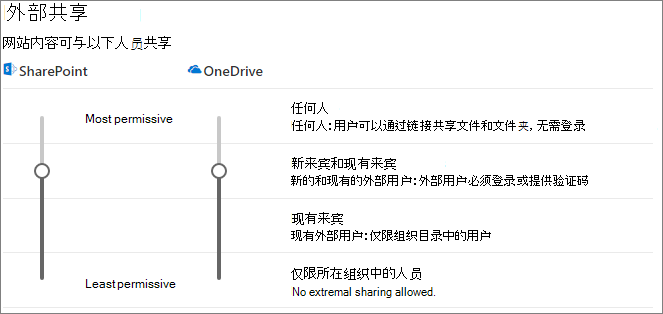 外部共享
网站内容可与以下人员共享
SharePoint
OneDrive
Most permissive
任何人
任何人:用户可以通过链接共享文件和文件夹,无需登录
新来宾和现有来宾
新的和现有的外部用户:外部用户必须登录或提供验证码
现有来宾
现有外部用户:仅限组织目录中的用户
Least permissive
仅限所在组织中的人员
No extremal sharing allowed.